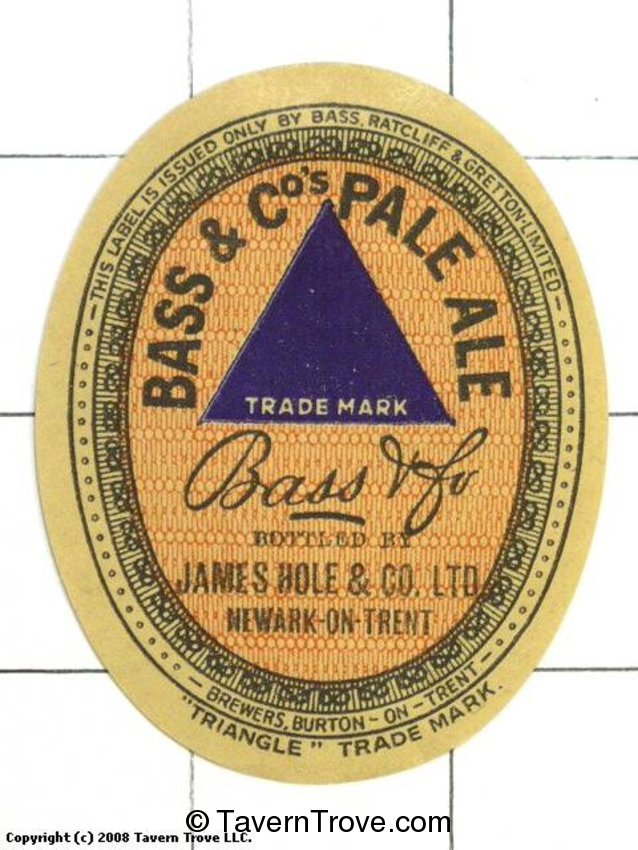 - THIS LABEL IS ISSUED ONLY BY BASS, RATCLIFF & GRETTON LIMITED -
BASS & Co's PALE ALE
TRADE MARK
Bass & Co
BOTTLED BY
JAMES HOLE & CO. LTD
NEWARK-ON-TRENT
- BREWERS, BURTON - ON - TRENT -
"TRIANGLE" TRADE MARK.
© TavernTrove.com
Copyright (c) 2008 Tavern Trove LLC.